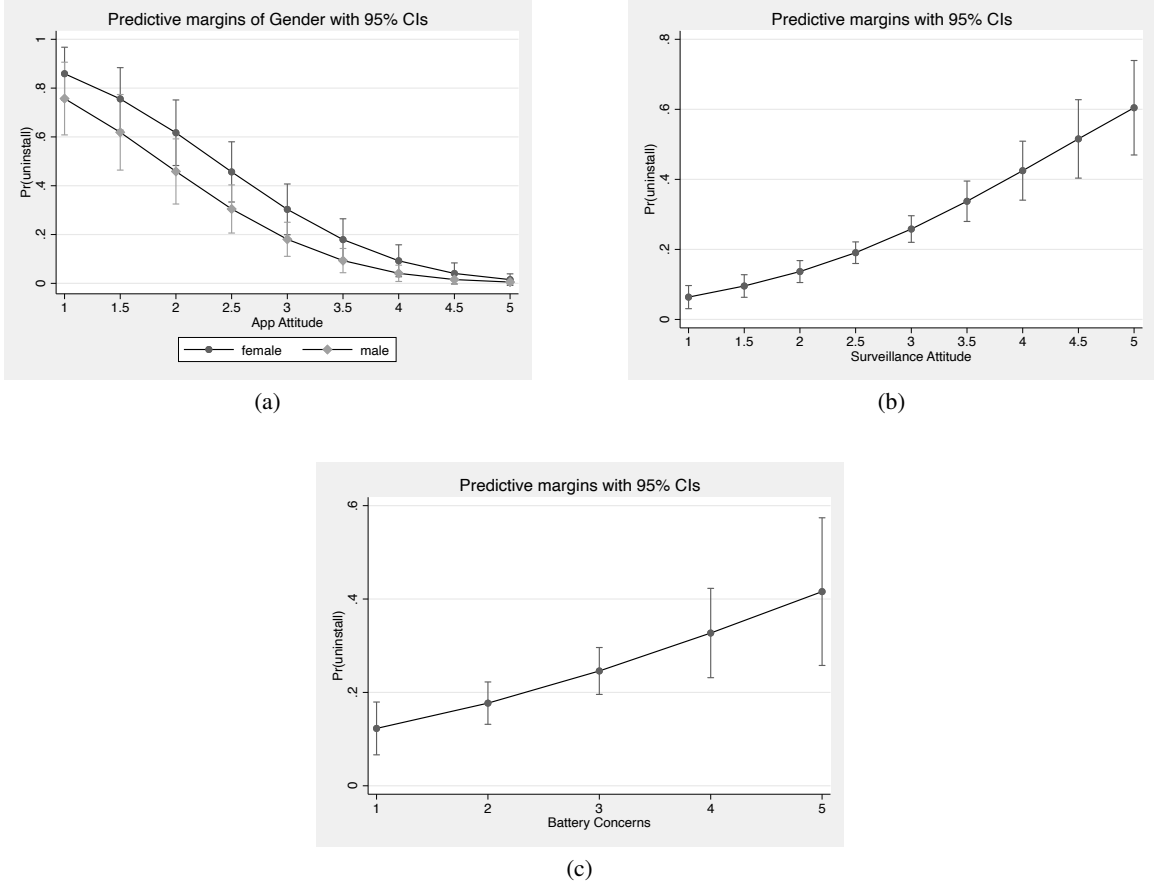 Predictive margins of Gender with 95% CIs
Pr(uninstall)
1
.8
.6
.4
.2
0
1 1.5 2 2.5 3 3.5 4 4.5 5
App Attitude
female male
(a)
Predictive margins with 95% CIs
Pr(uninstall)
.8
.6
.4
.2
0
1 1.5 2 2.5 3 3.5 4 4.5 5
Surveillance Attitude
(b)
Predictive margins with 95% CIs
Pr(uninstall)
.6
.4
.2
0
1 2 3 4 5
Battery Concerns
(c)